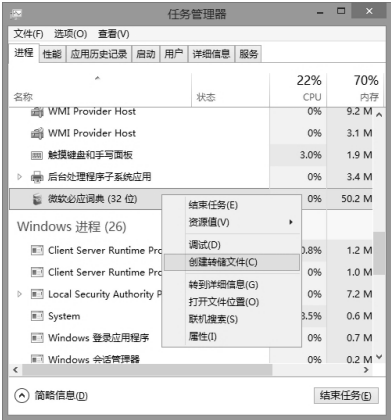 任务管理器
文件(F) 选项(O) 查看(V)
进程 性能 应用历史记录 启动 用户 详细信息 服务
22% 70%
名称 状态 CPU 内存
WMI Provider Host 0% 9.2 M
WMI Provider Host 0% 3.1 M
触摸键盘和手写面板 3.0% 1.9 M
后台处理程序子系统应用 0% 3.4 M
微软必应词典 (32 位) 0% 50.2 M
结束任务(E)
资源值(V)
调试(D)
创建转储文件(C)
转到详细信息(G)
打开文件位置(O)
联机搜索(S)
属性(I)
Windows 进程 (26)
Client Server Runtime Pro 0.8% 1.2 M
Client Server Runtime Pro 0% 1.0 M
Local Security Authority P 0% 7.2 M
System 3.5% 0.6 M
Windows 登录应用程序 0% 0.7 M
Windows 会话管理器 0% 0.2 M
简略信息(D) 结束任务(E)